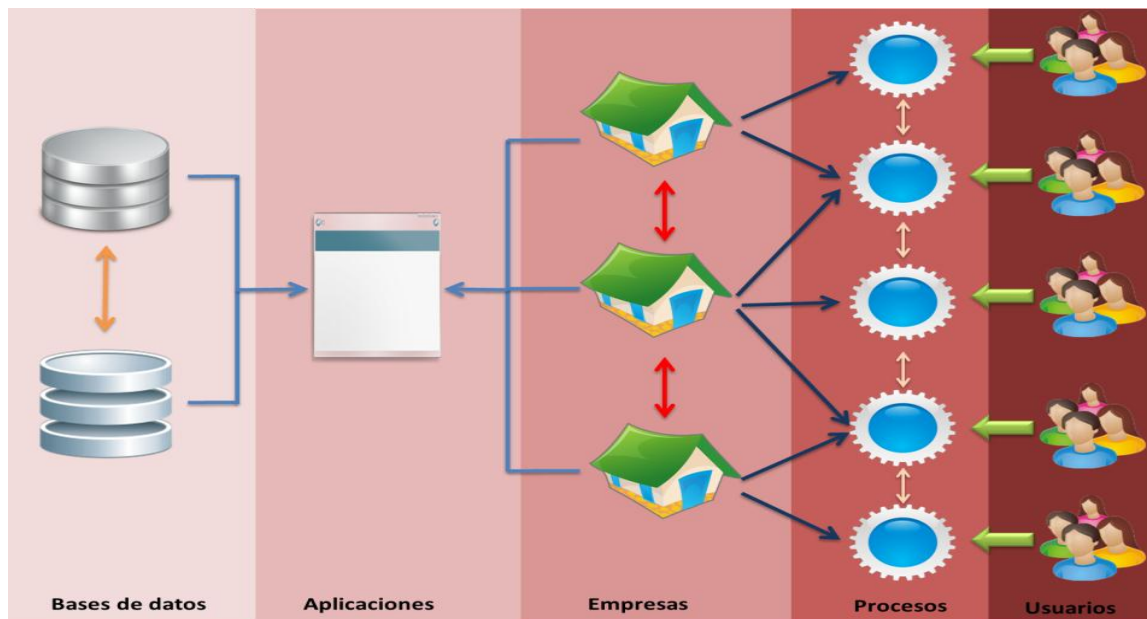 Bases de datos
Aplicaciones
Empresas
Procesos
Usuarios